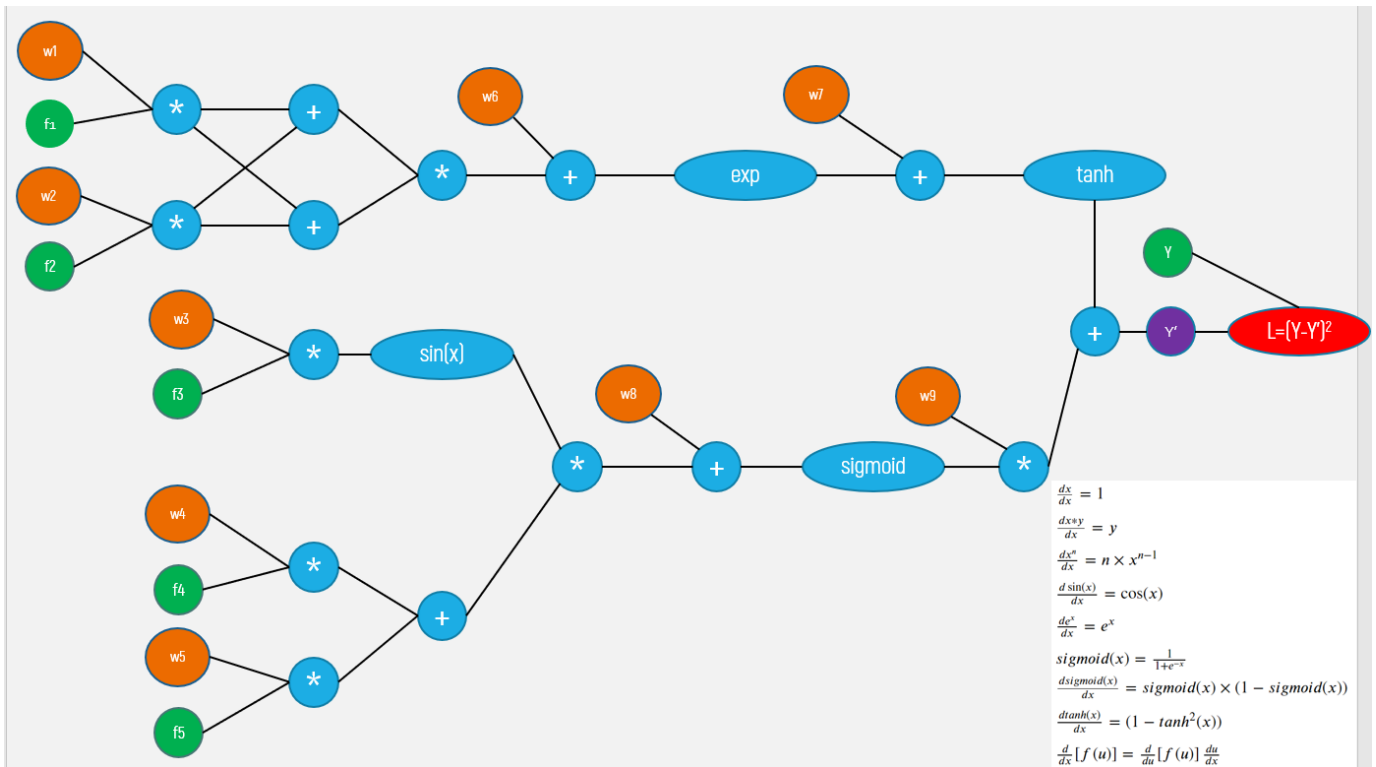 w1
f1
*
+
w2
f2
*
+
*
w6
+
exp
w7
+
tanh
Y
w3
f3
*
sin(x)
+
Y'
L=(Y-Y')²
w8
w9
*
+
sigmoid
*
w4
f4
*
w5
f5
*
+
dx/dx = 1
dx*y/dx = y
dxⁿ/dx = n × xⁿ⁻¹
d sin(x)/dx = cos(x)
deˣ/dx = eˣ
sigmoid(x) = 1/1+e⁻ˣ
dsigmoid(x)/dx = sigmoid(x) × (1 − sigmoid(x))
dtanh(x)/dx = (1 − tanh²(x))
d/dx [f(u)] = d/du [f(u)] du/dx